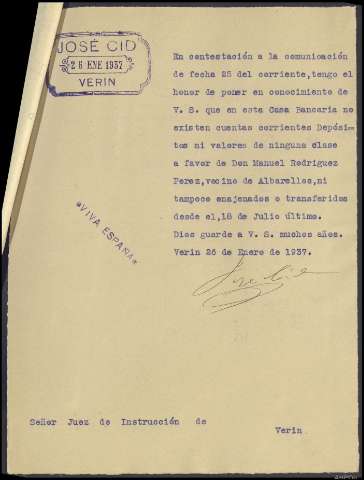 JOSÉ CID
26 ENE 1937
VERIN
En contestación a la comunicación
de fecha 25 del corriente,tengo el
honor de poner en conocimiento de
V. S. que en esta Casa Bancaria no
existen cuentas corrientes Depósi-
tos ni valores de ninguna clase
a favor de Don Manuel Rodriguez
Perez,vecino de Albarellos,ni
tampoco enajenados o transferidos
desde el,18 de Julio último.
Dios guarde a V. S. muchos años.
Verin 26 de Enero de 1937.
José Cid
«VIVA ESPAÑA»
Señor Juez de Instrucción de
Verin